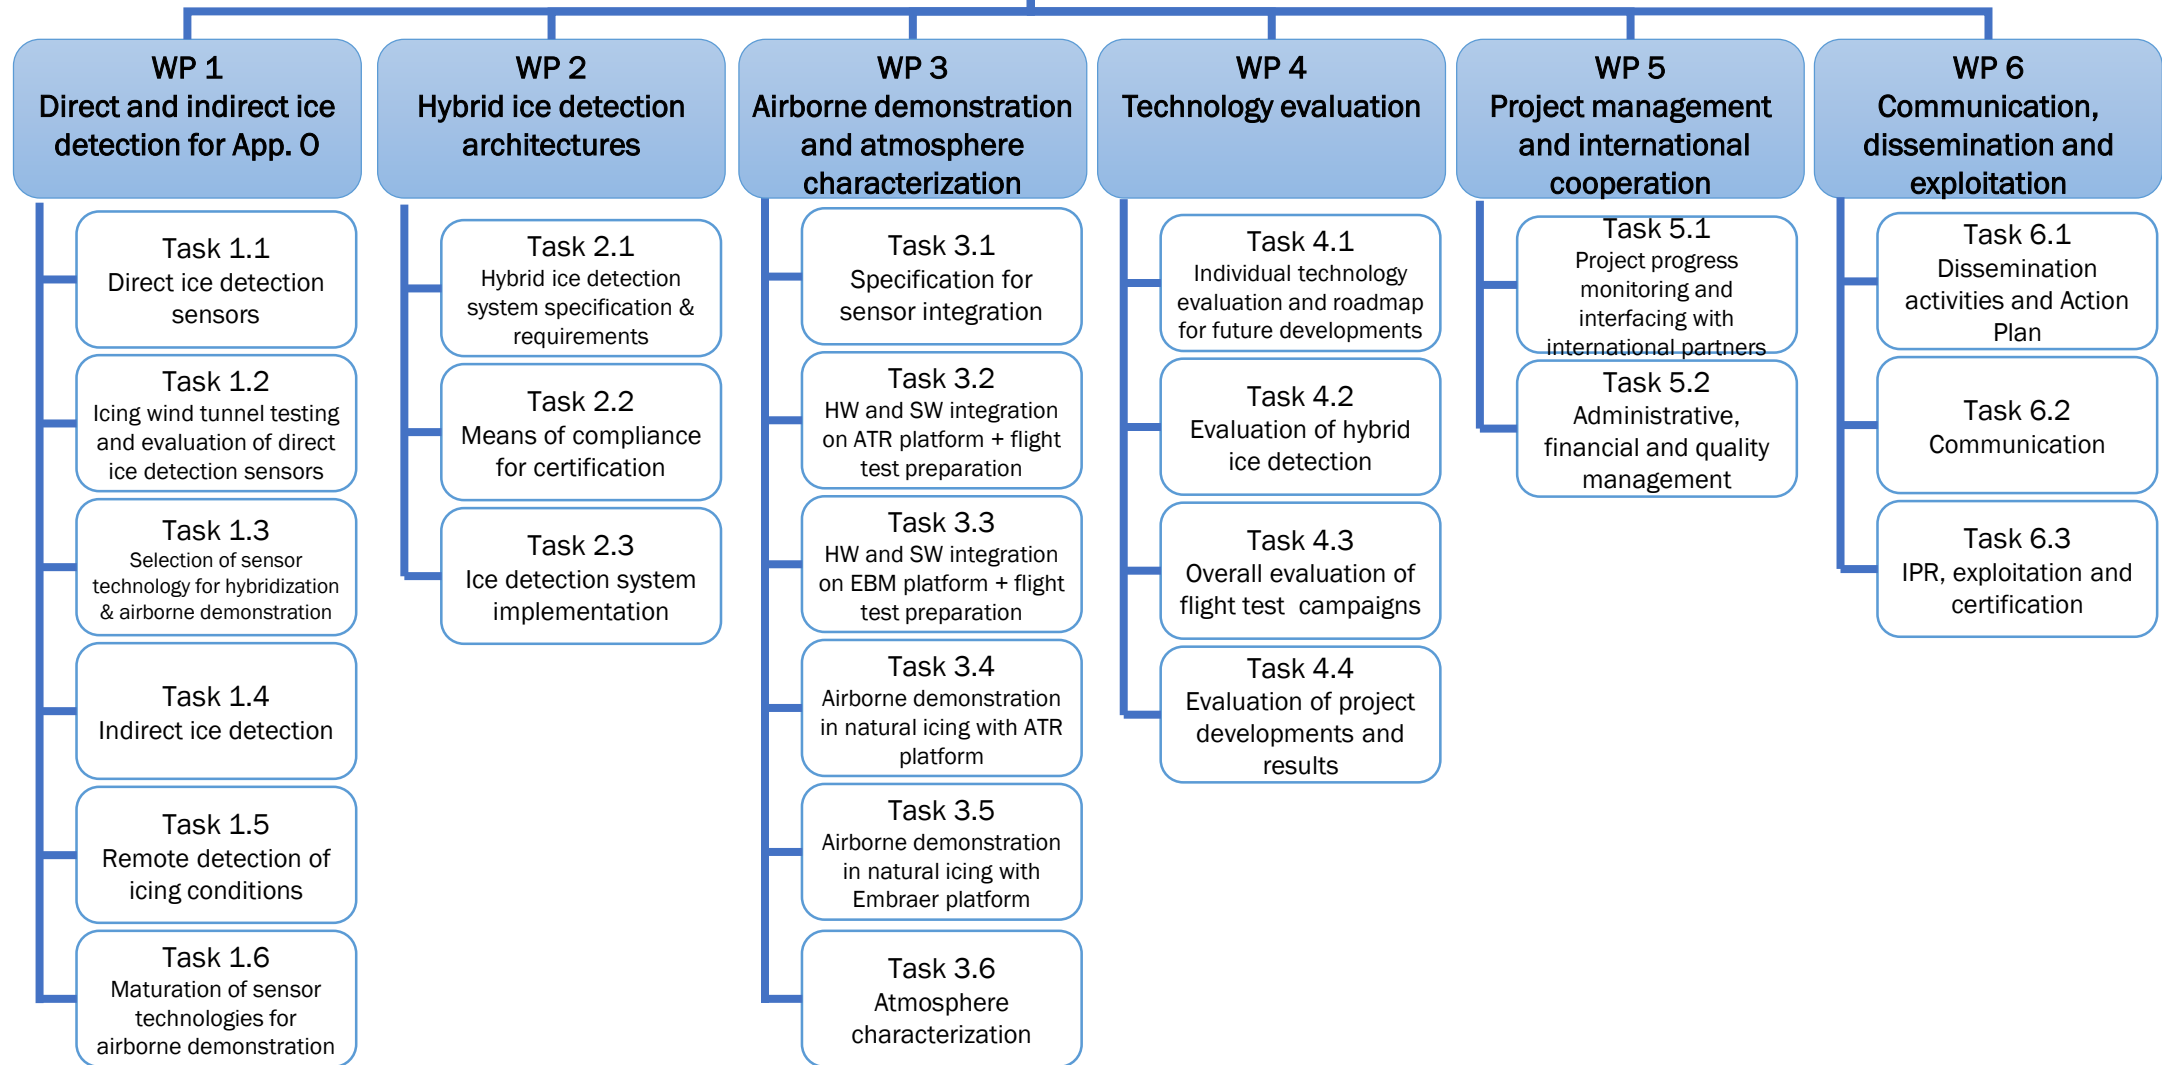 WP 1
Direct and indirect ice
detection for App. O
Task 1.1
Direct ice detection
sensors
Task 1.2
Icing wind tunnel testing
and evaluation of direct
ice detection sensors
Task 1.3
Selection of sensor
technology for hybridization
& airborne demonstration
Task 1.4
Indirect ice detection
Task 1.5
Remote detection of
icing conditions
Task 1.6
Maturation of sensor
technologies for
airborne demonstration
WP 2
Hybrid ice detection
architectures
Task 2.1
Hybrid ice detection
system specification &
requirements
Task 2.2
Means of compliance
for certification
Task 2.3
Ice detection system
implementation
WP 3
Airborne demonstration
and atmosphere
characterization
Task 3.1
Specification for
sensor integration
Task 3.2
HW and SW integration
on ATR platform + flight
test preparation
Task 3.3
HW and SW integration
on EBM platform + flight
test preparation
Task 3.4
Airborne demonstration
in natural icing with ATR
platform
Task 3.5
Airborne demonstration
in natural icing with
Embraer platform
Task 3.6
Atmosphere
characterization
WP 4
Technology evaluation
Task 4.1
Individual technology
evaluation and roadmap
for future developments
Task 4.2
Evaluation of hybrid
ice detection
Task 4.3
Overall evaluation of
flight test  campaigns
Task 4.4
Evaluation of project
developments and
results
WP 5
Project management
and international
cooperation
Task 5.1
Project progress
monitoring and
interfacing with
international partners
Task 5.2
Administrative,
financial and quality
management
WP 6
Communication,
dissemination and
exploitation
Task 6.1
Dissemination
activities and Action
Plan
Task 6.2
Communication
Task 6.3
IPR, exploitation and
certification